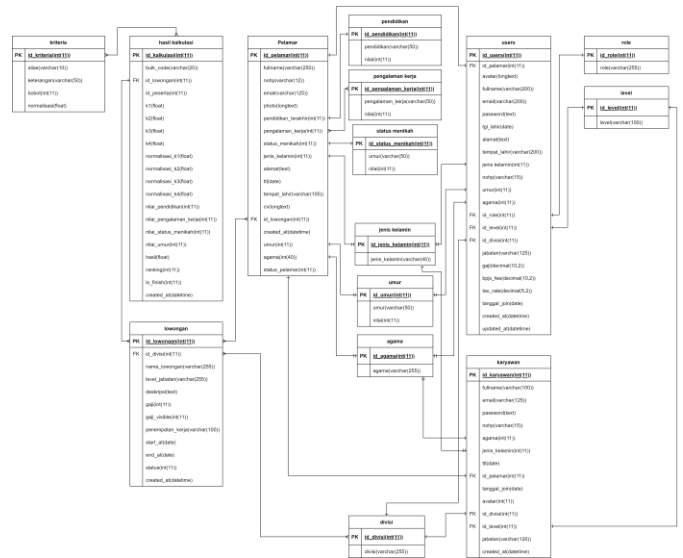 kriteria
PK id_kriteria(int(11))
alias(varchar(10))
keterangan(varchar(50))
bobot(int(11))
normalisasi(float)
hasil kalkulasi
PK id_kalkulasi(int(11))
kulk_code(varchar(20))
FK id_lowongan(int(11))
id_peserta(int(11))
k1(float)
k2(float)
k3(float)
k4(float)
normalisasi_k1(float)
normalisasi_k2(float)
normalisasi_k3(float)
normalisasi_k4(float)
nilai_pendidikan(int(11))
nilai_pengalaman_kerja(int(11))
nilai_status_menikah(int(11))
nilai_umur(int(11))
hasil(float)
ranking(int(11))
is_finish(int(11))
created_at(datetime)
lowongan
PK id_lowongan(int(11))
FK id_divisi(int(11))
nama_lowongan(varchar(255))
level_jabatan(varchar(255))
deskripsi(text)
gaji(int(11))
gaji_visible(int(11))
penempatan_kerja(varchar(100))
start_at(date)
end_at(date)
status(int(11))
created_at(datetime)
Pelamar
PK id_pelamar(int(11))
fullname(varchar(250))
nohp(varchar(12))
email(varchar(125))
photo(longtext)
FK pendidikan_terakhir(int(11))
FK pengalaman_kerja(int(11))
FK status_menikah(int(11))
FK jenis_kelamin(int(11))
alamat(text)
ttl(date)
tempat_lahir(varchar(100))
cv(longtext)
FK id_lowongan(int(11))
created_at(datetime)
umur(int(11))
agama(int(40))
status_pelamar(int(11))
pendidikan
PK id_pendidikan(int(11))
pendidikan(varchar(50))
nilai(int(11))
pengalaman kerja
PK id_pengalaman_kerja(int(11))
pengalaman_kerja(varchar(50))
nilai(int(11))
status menikah
PK id_status_menikah(int(11))
umur(varchar(50))
nilai(int(11))
jenis kelamin
PK id_jenis_kelamin(int(11))
jenis_kelamin(varchar(40))
umur
PK id_umur(int(11))
umur(varchar(50))
nilai(int(11))
agama
PK id_agama(int(11))
agama(varchar(255))
divisi
PK id_divisi(int(11))
divisi(varchar(255))
users
PK id_users(int(11))
FK id_pelamar(int(11))
avatar(longtext)
fullname(varchar(200))
email(varchar(200))
password(text)
tgl_lahir(date)
alamat(text)
tempat_lahir(varchar(200))
jenis kelamin(int(11))
nohp(varchar(15))
umur(int(11))
agama(int(11))
FK id_role(int(11))
FK id_level(int(11))
FK id_divisi(int(11))
jabatan(varchar(125))
gaji(decimal(10,2))
bpjs_fee(decimal(10,2))
tax_rate(decimal(5,2))
tanggal_join(date)
created_at(datetime)
updated_at(datetime)
karyawan
PK id_karyawan(int(11))
fullname(varchar(100))
email(varchar(125))
password(text)
nohp(varchar(15))
agama(int(11))
jenis_kelamin(int(11))
ttl(date)
FK id_pelamar(int(11))
tanggal_join(date)
avatar(int(11))
FK id_divisi(int(11))
FK id_level(int(11))
jabatan(varchar(120))
created_at(datetime)
role
PK id_role(int(11))
role(varchar(255))
level
PK id_level(int(11))
level(varchar(100))